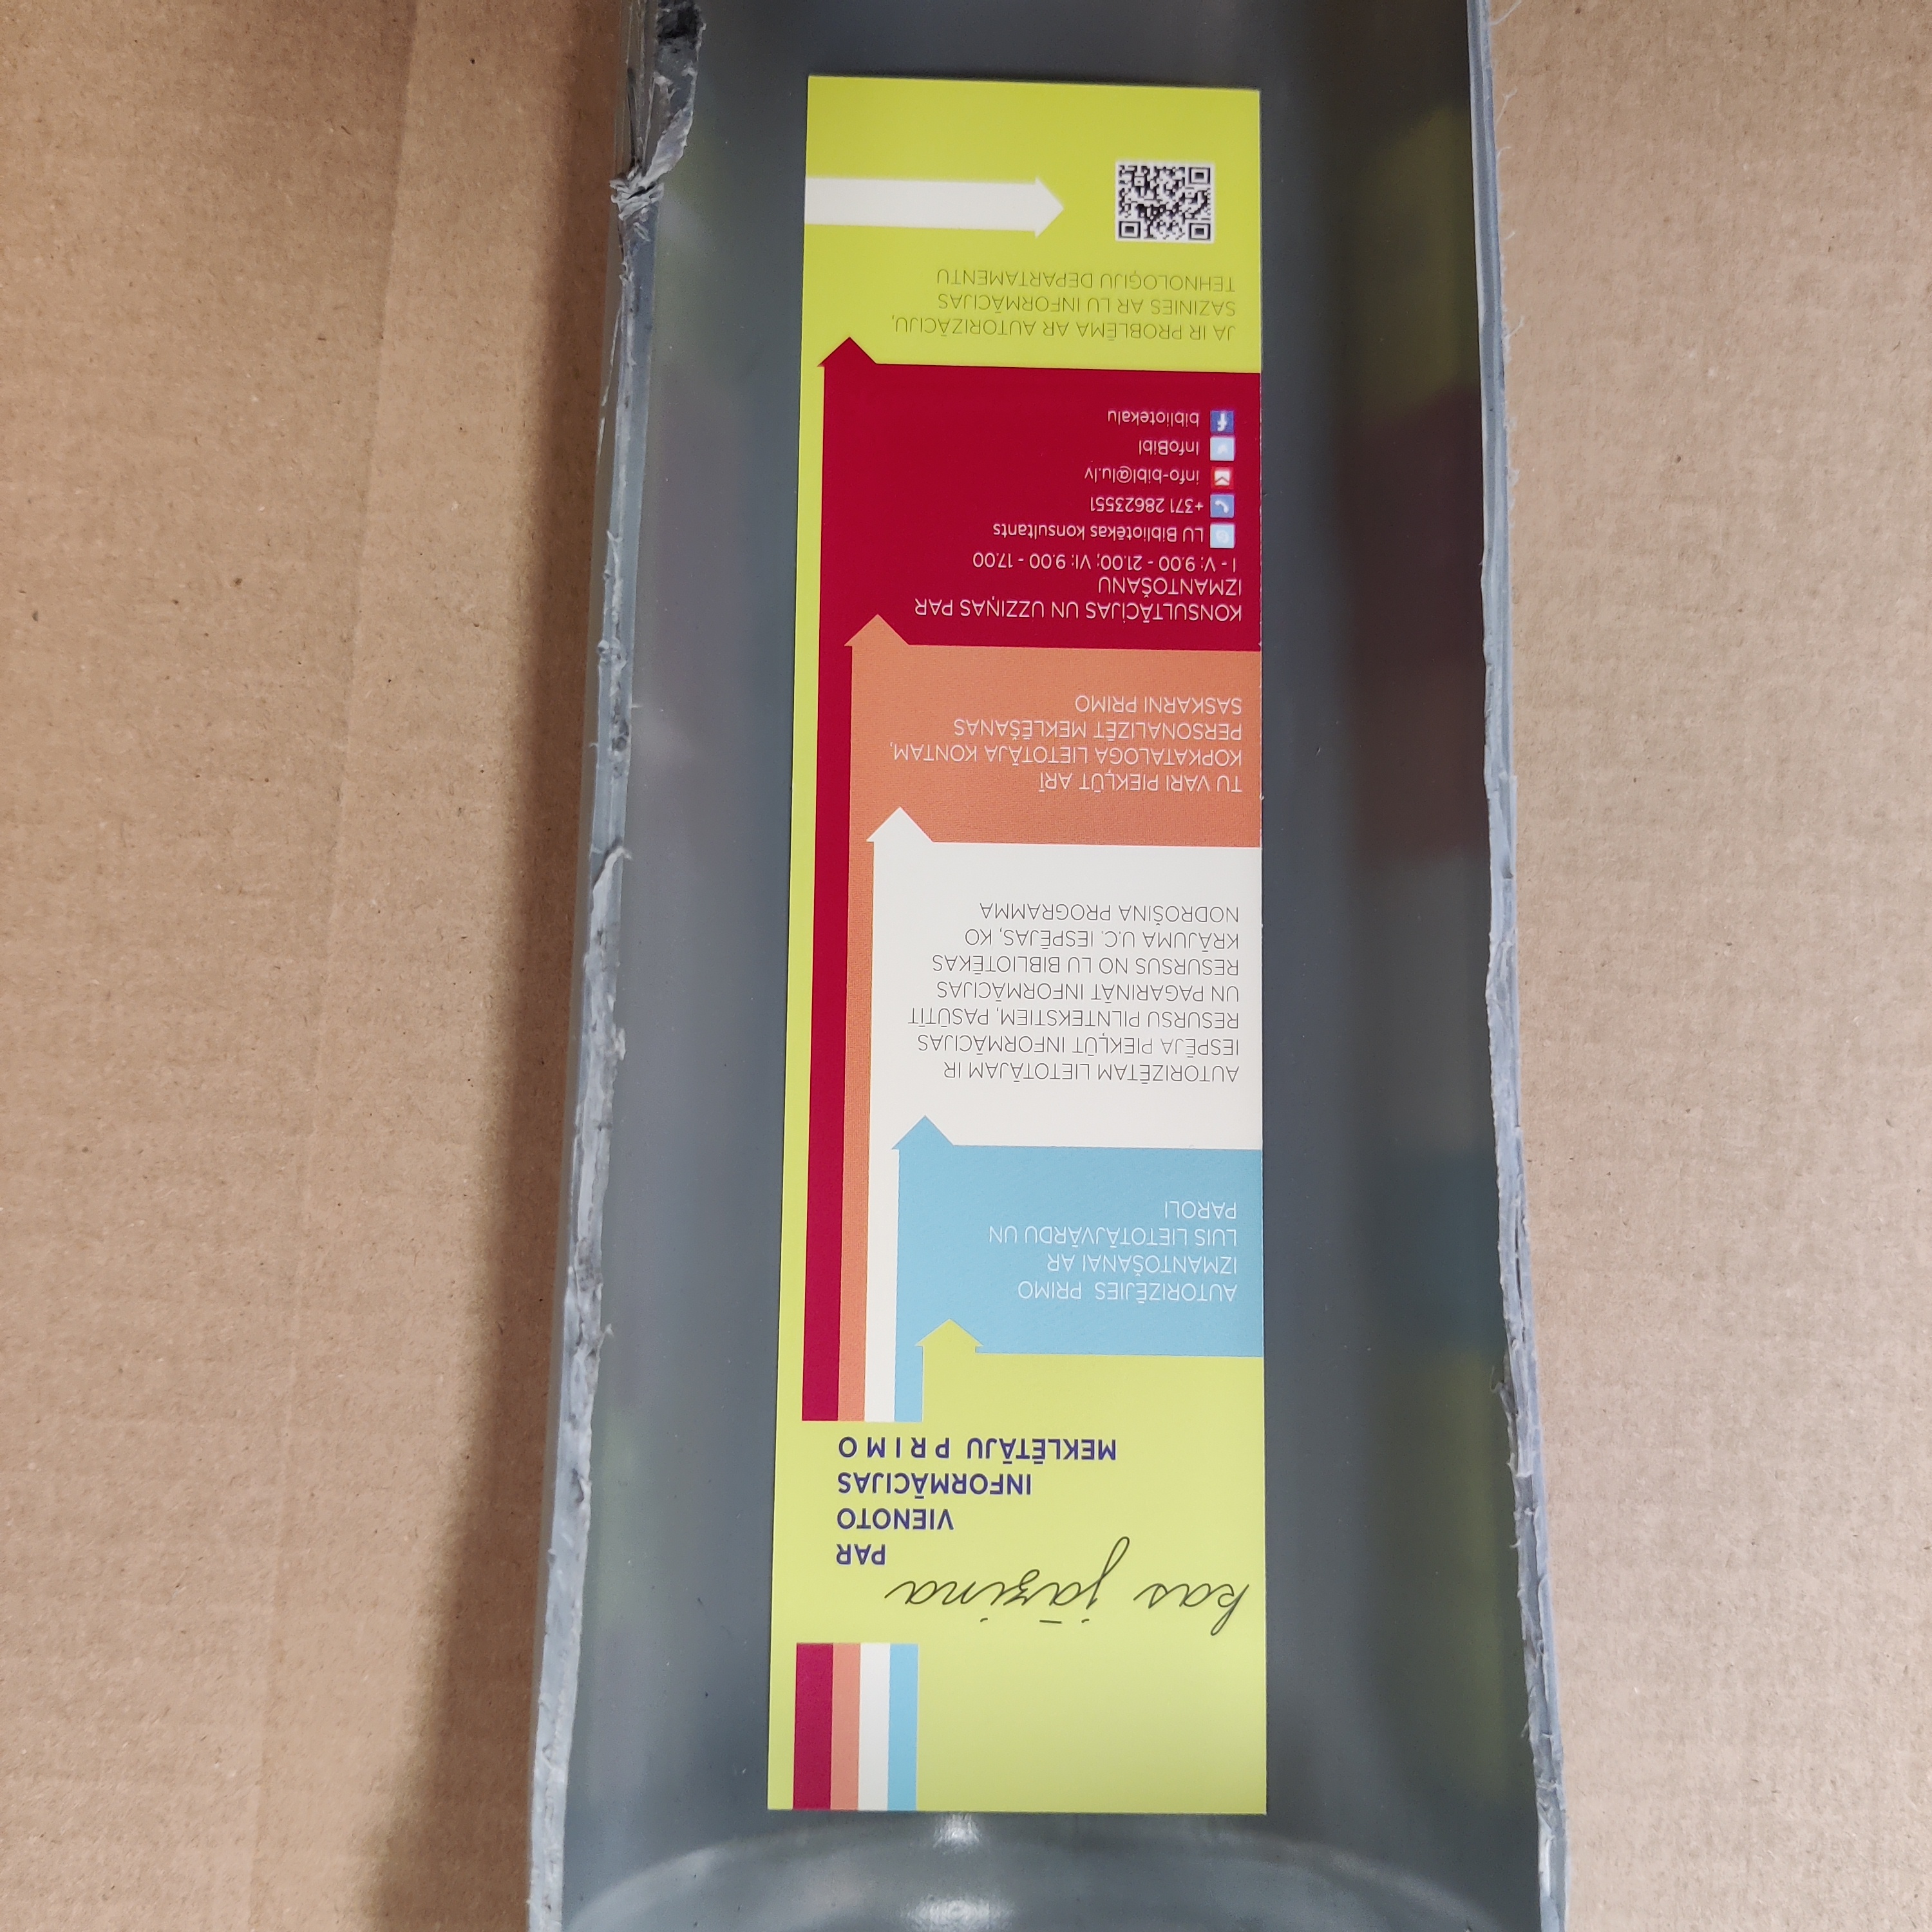 kas jāzina
PAR
VIENOTO
INFORMĀCIJAS
MEKLĒTĀJU PRIMO
AUTORIZĒJIES PRIMO
IZMANTOŠANAI AR
LUIS LIETOTĀJVĀRDU UN
PAROLI
AUTORIZĒTAM LIETOTĀJAM IR
IESPĒJA PIEKĻŪT INFORMĀCIJAS
RESURSU PILNTEKSTIEM, PASŪTĪT
UN PAGARINĀT INFORMĀCIJAS
RESURSUS NO LU BIBLIOTĒKAS
KRĀJUMA U.C. IESPĒJAS, KO
NODROŠINA PROGRAMMA
TU VARI PIEKĻŪT ARĪ
KOPKATALOGA LIETOTĀJA KONTAM,
PERSONALIZĒT MEKLĒŠANAS
SASKARNI PRIMO
KONSULTĀCIJAS UN UZZIŅAS PAR
IZMANTOŠANU
I - V: 9.00 - 21.00; VI: 9.00 - 17.00
LU Bibliotēkas konsultants
+371 28623551
info-bibl@lu.lv
InfoBibl
bibliotekalu
JA IR PROBLĒMA AR AUTORIZĀCIJU,
SAZINIES AR LU INFORMĀCIJAS
TEHNOLOĢIJU DEPARTAMENTU